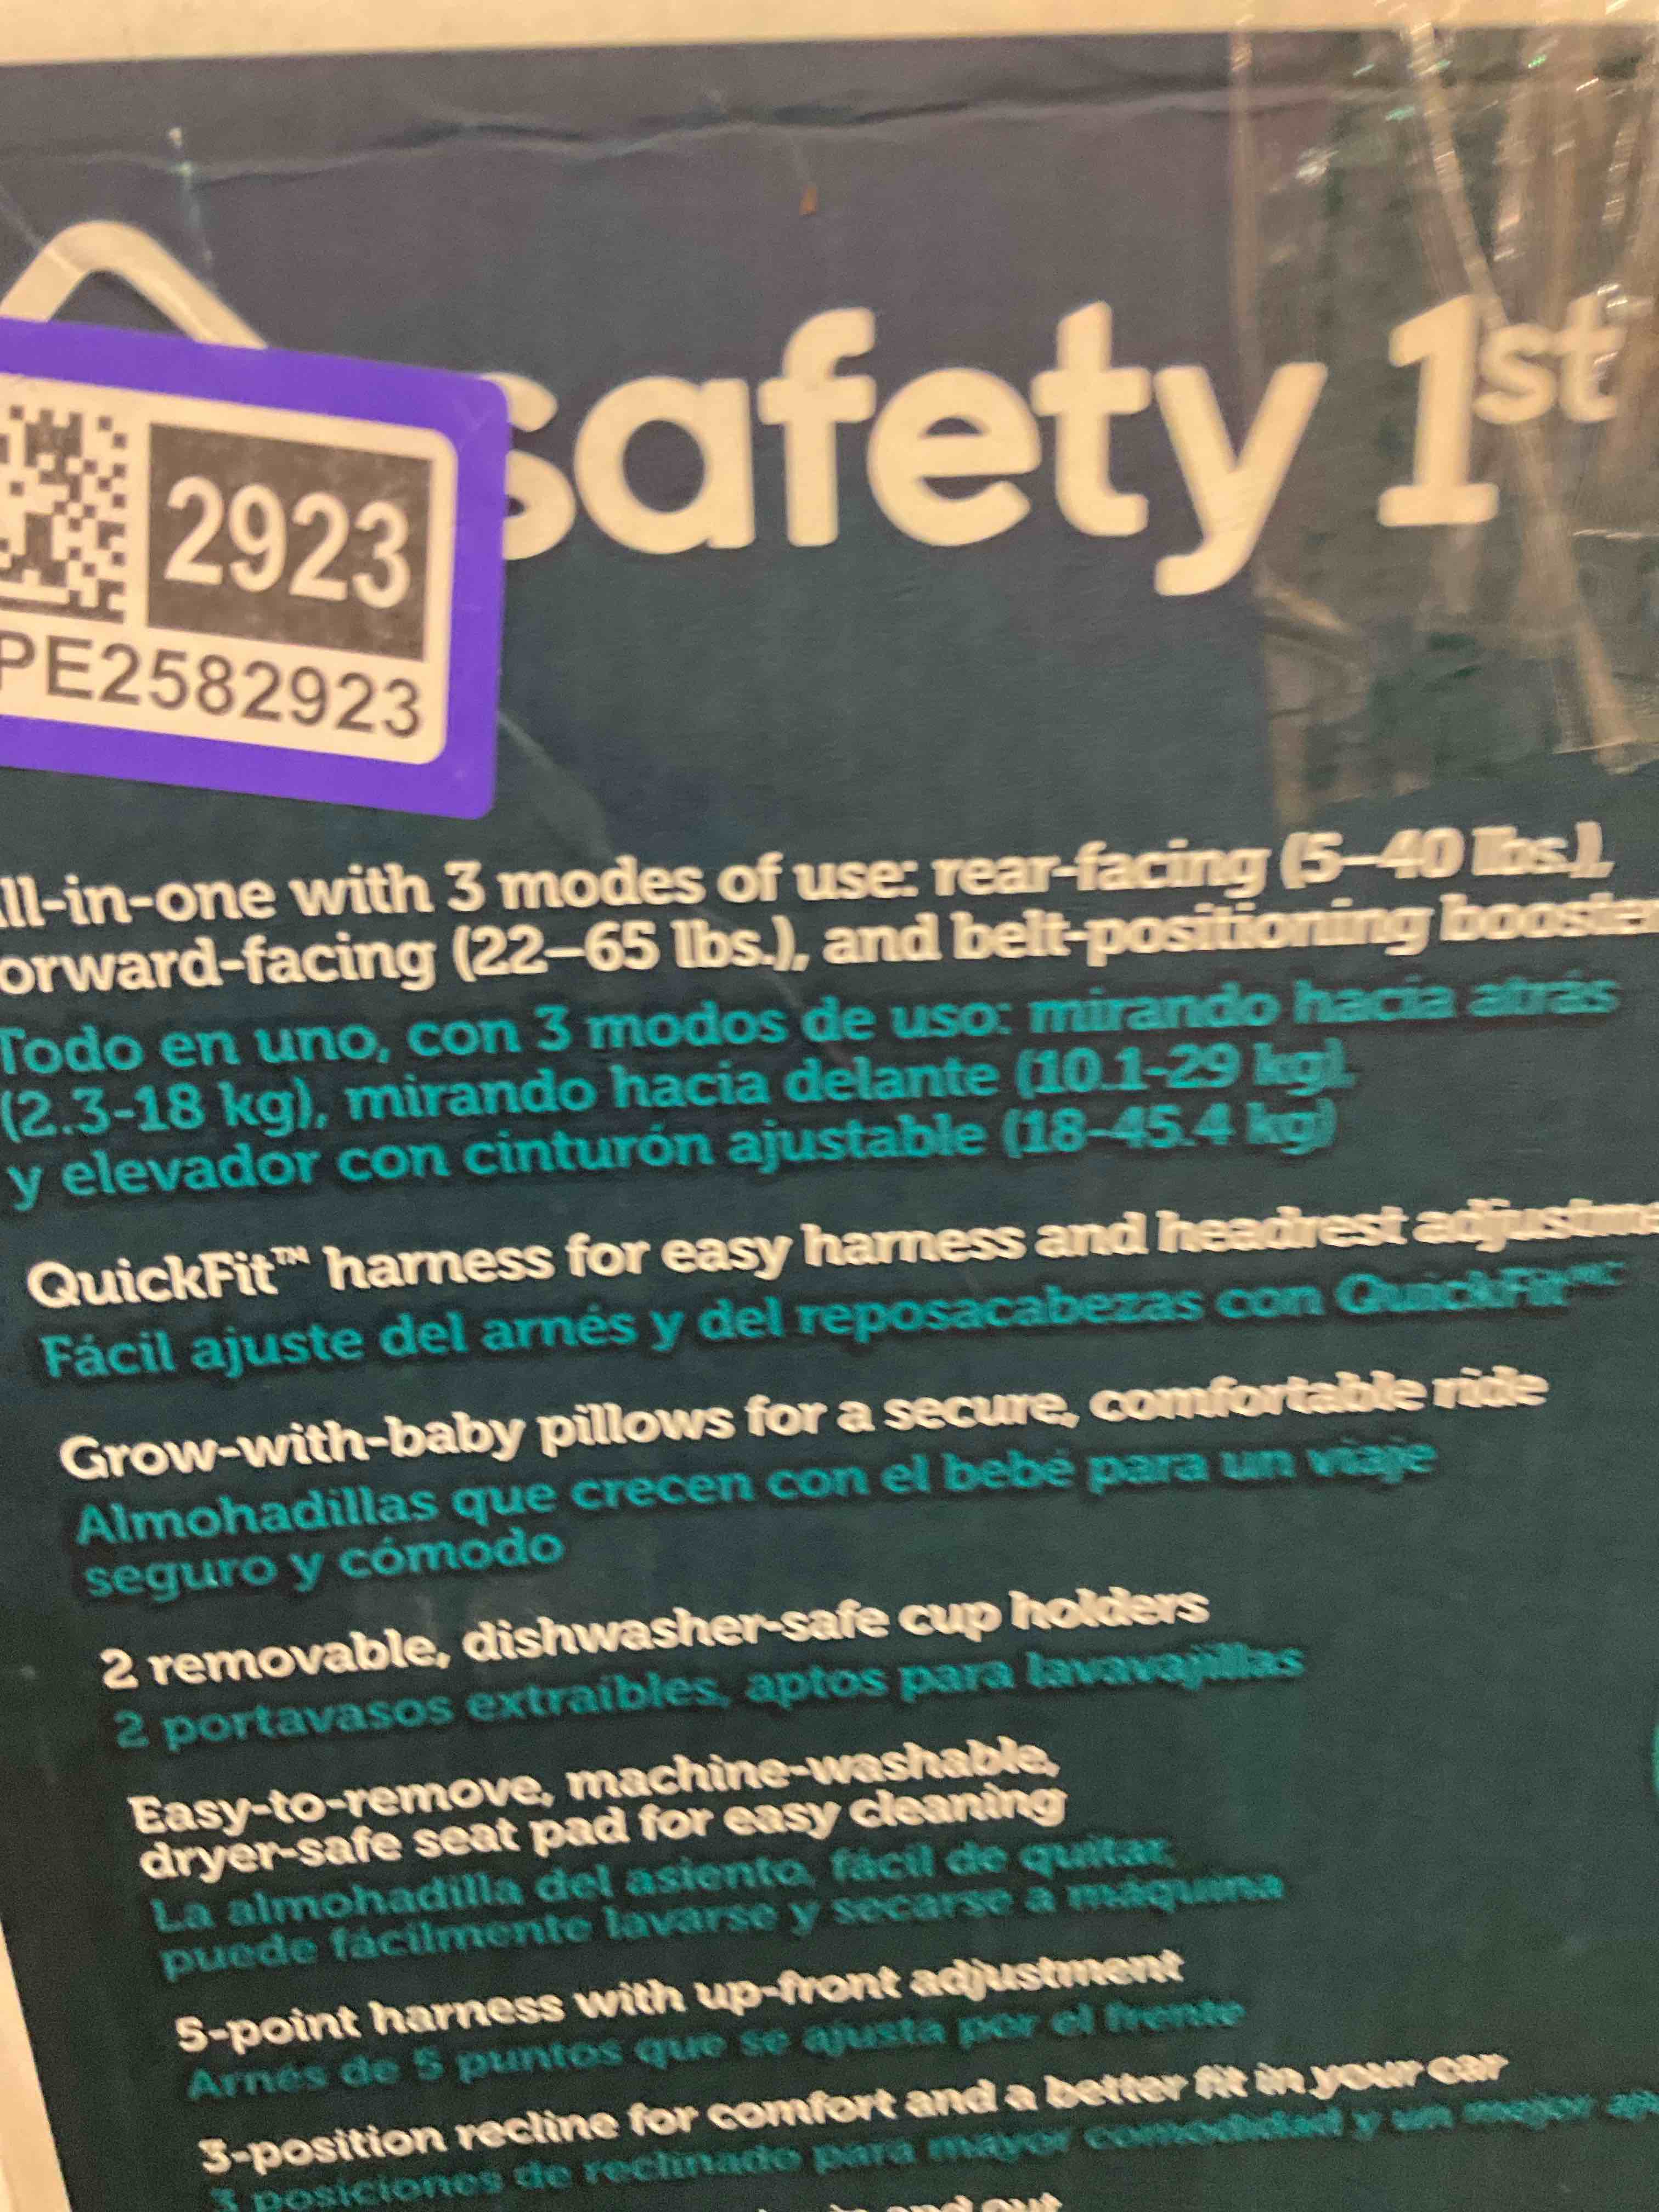 safety 1st
2923
PE2582923
ll-in-one with 3 modes of use: rear-facing (5–40 lbs.),
orward-facing (22–65 lbs.), and belt-positioning booster
Todo en uno, con 3 modos de uso: mirando hacia atrás
(2.3-18 kg), mirando hacia delante (10.1-29 kg),
y elevador con cinturón ajustable (18-45.4 kg)
QuickFit™ harness for easy harness and headrest adjustme
Fácil ajuste del arnés y del reposacabezas con QuickFit
Grow-with-baby pillows for a secure, comfortable ride
Almohadillas que crecen con el bebé para un viaje
seguro y cómodo
2 removable, dishwasher-safe cup holders
2 portavasos extraíbles, aptos para lavavajillas
Easy-to-remove, machine-washable,
dryer-safe seat pad for easy cleaning
La almohadilla del asiento, fácil de quitar,
puede fácilmente lavarse y secarse a máquina
5-point harness with up-front adjustment
Arnés de 5 puntos que se ajusta por el frente
3-position recline for comfort and a better fit in your car
3 posiciones de reclinado para mayor comodidad y un mejor
and out